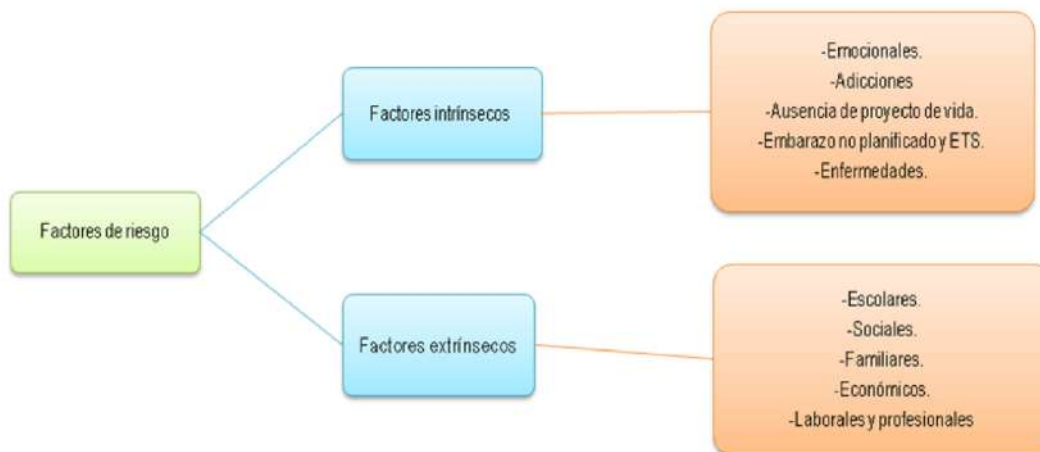 Factores de riesgo
Factores intrínsecos
-Emocionales.
-Adicciones
-Ausencia de proyecto de vida.
-Embarazo no planificado y ETS.
-Enfermedades.
Factores extrínsecos
-Escolares.
-Sociales.
-Familiares.
-Económicos.
-Laborales y profesionales